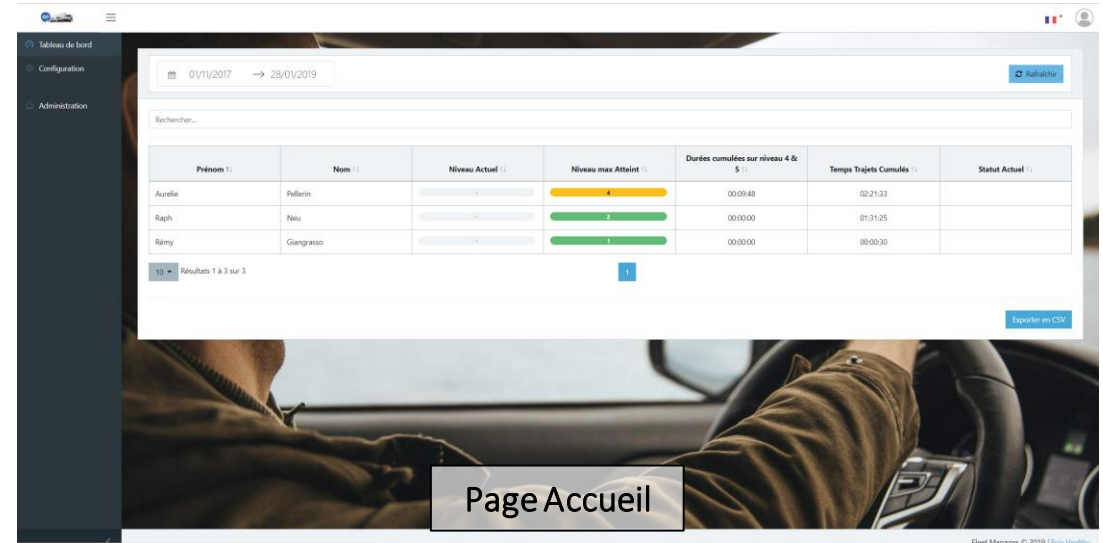 Tableau de bord
Configuration
Administration
01/11/2017 → 28/01/2019
Rafraîchir
Rechercher...
Prénom Nom Niveau Actuel Niveau max Atteint Durées cumulées sur niveau 4 & 5 Temps Trajets Cumulés Statut Actuel
Aurelie Pellerin - 4 00:09:48 02:21:33
Raph Neu - 2 00:00:00 01:31:25
Rémy Giangrasso - 1 00:00:00 00:00:30
10 Résultats 1 à 3 sur 3
1
Exporter en CSV
Page Accueil
Fleet Manager © 2019